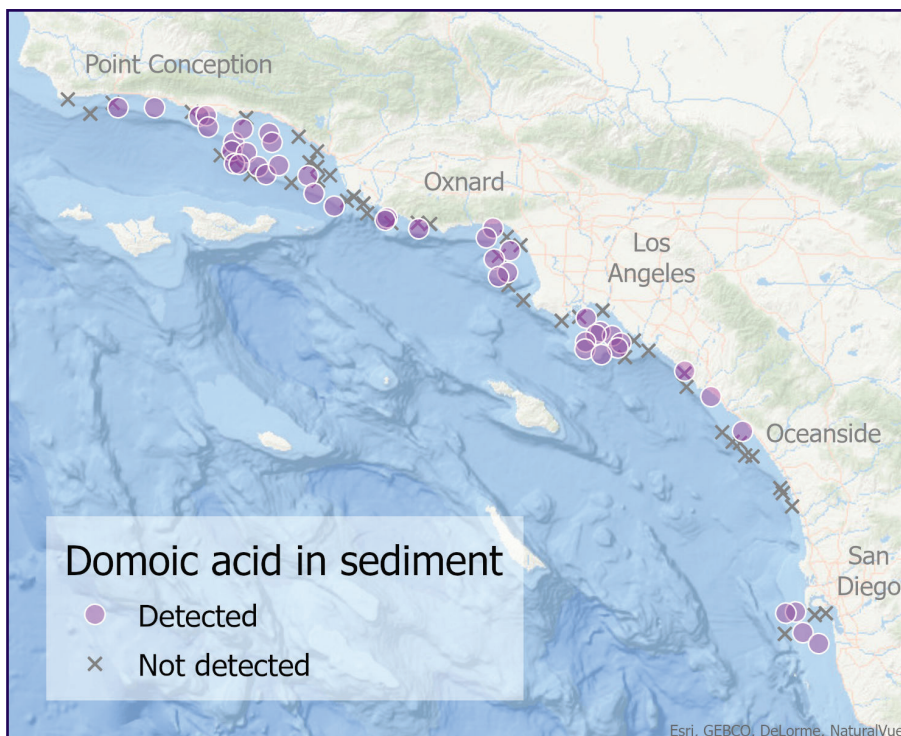 Point Conception
Oxnard
Los
Angeles
Oceanside
San
Diego
Domoic acid in sediment
Detected
Not detected
Esri, GEBCO, DeLorme, NaturalVue